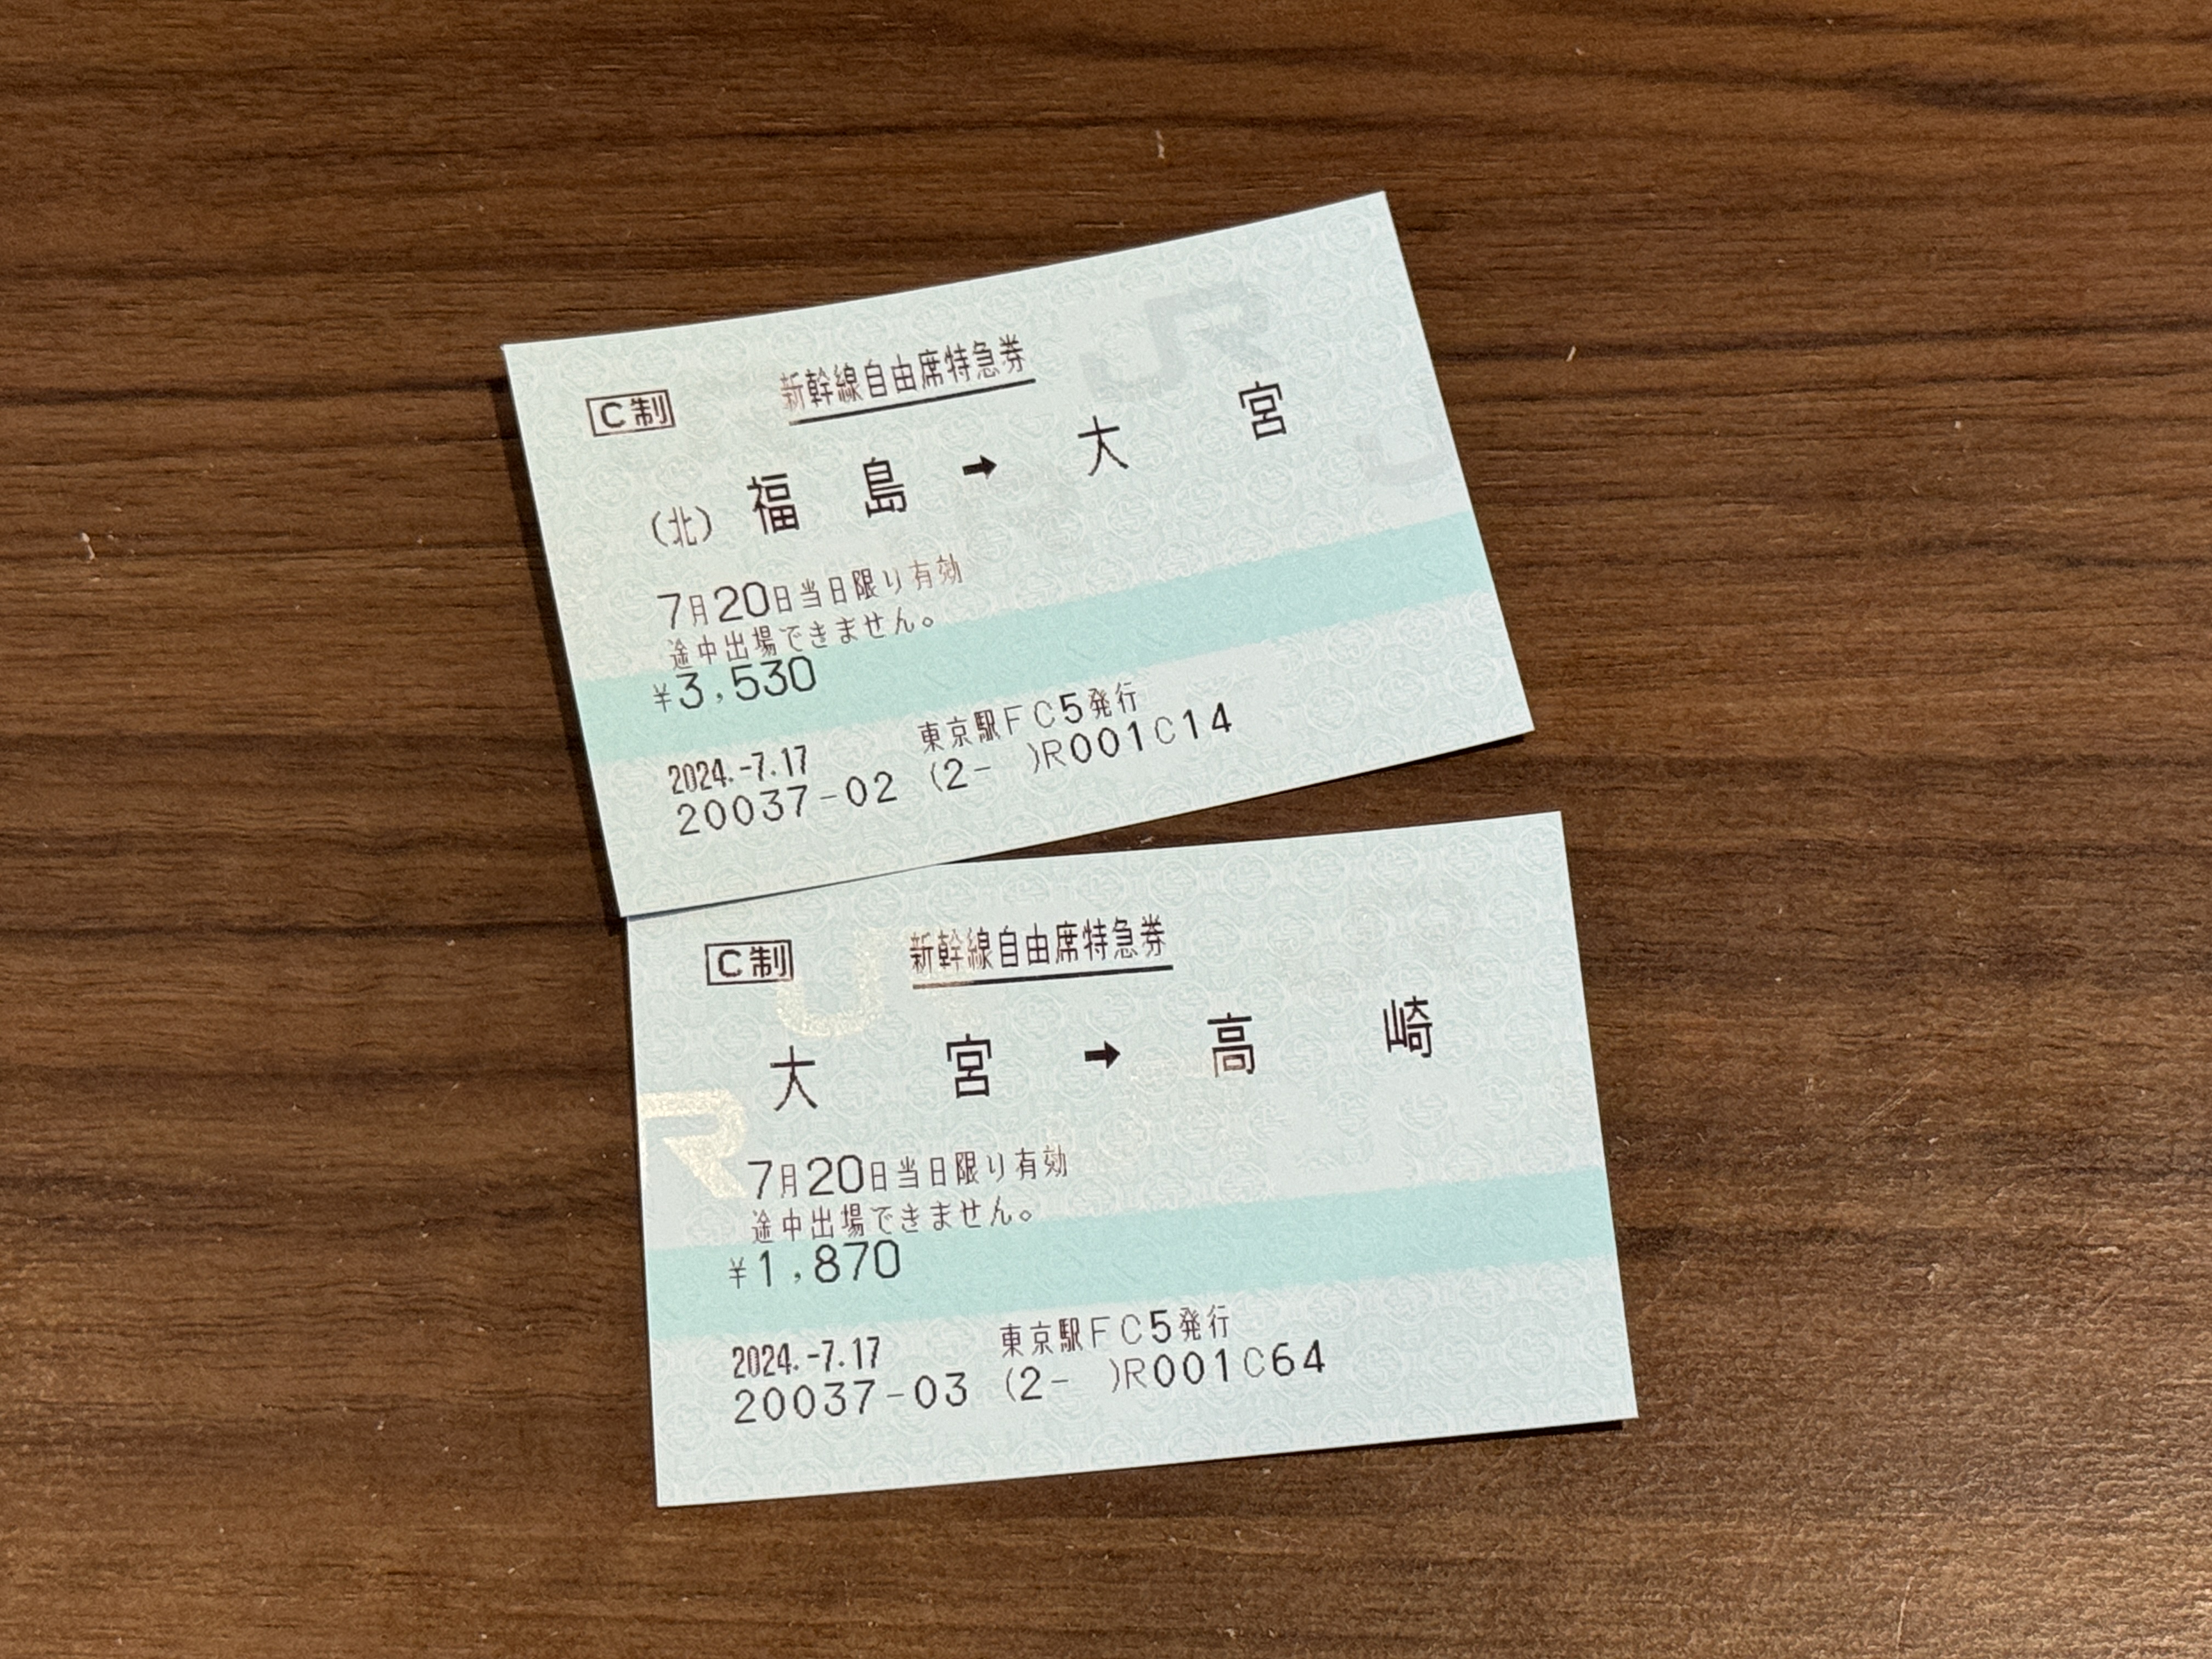 C制 新幹線自由席特急券
(北) 福島 ➡ 大宮
7月20日当日限り有効
途中出場できません。
¥3,530
東京駅FC5発行
2024.-7.17
20037-02 (2- )R001C14
C制 新幹線自由席特急券
大宮 ➡ 高崎
7月20日当日限り有効
途中出場できません。
¥1,870
東京駅FC5発行
2024.-7.17
20037-03 (2- )R001C64